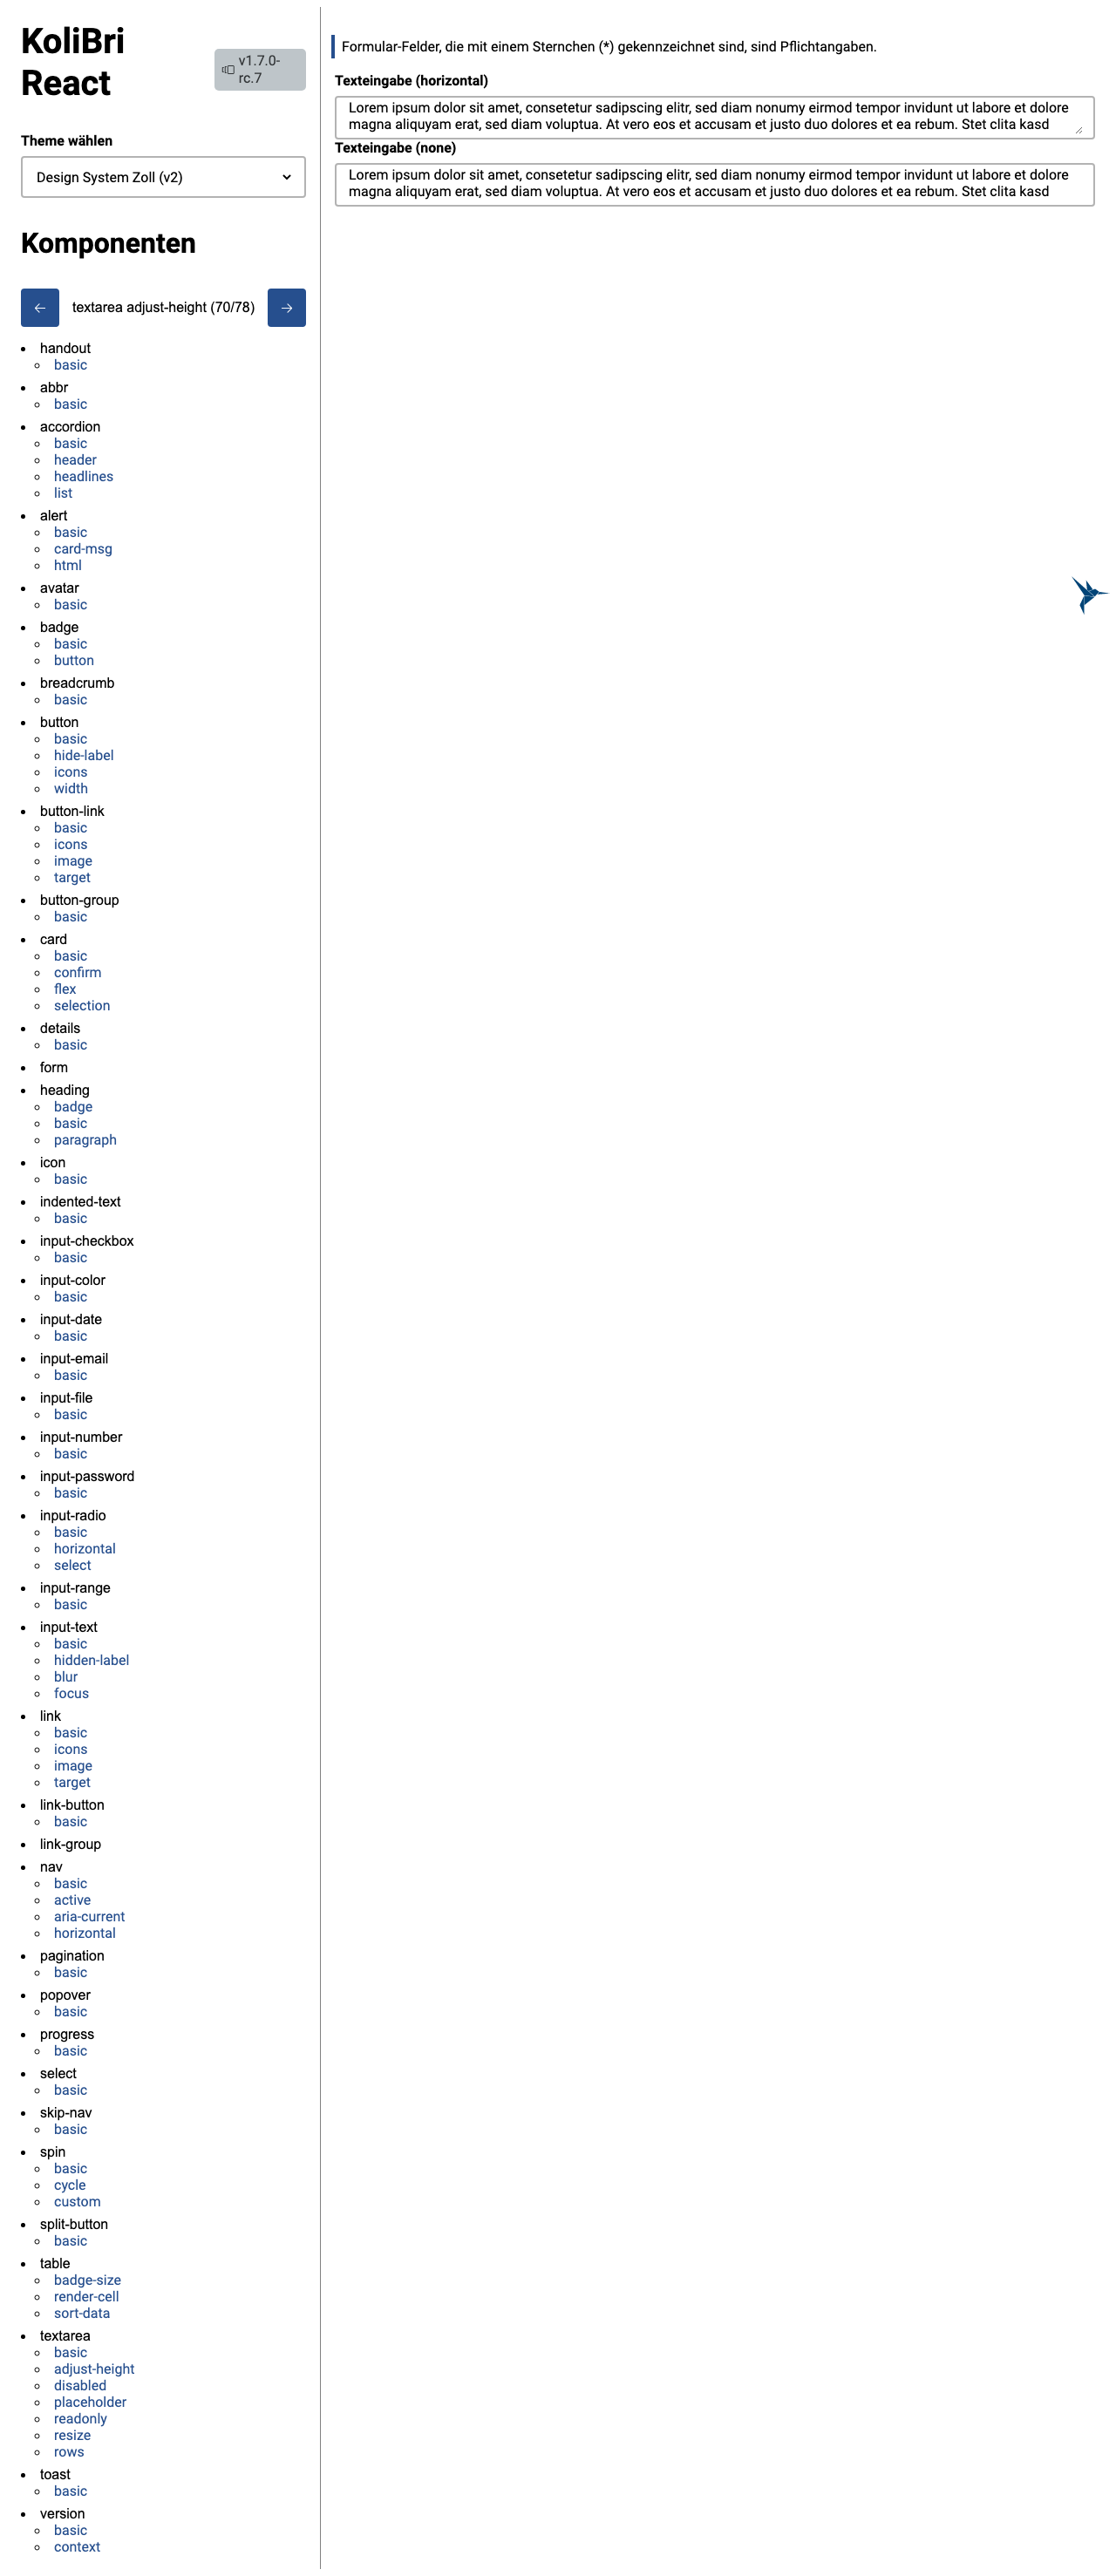 KoliBri
React
v1.7.0-
rc.7
Theme wählen
Design System Zoll (v2)
Komponenten
← textarea adjust-height (70/78) →
handout
basic
abbr
basic
accordion
basic
header
headlines
list
alert
basic
card-msg
html
avatar
basic
badge
basic
button
breadcrumb
basic
button
basic
hide-label
icons
width
button-link
basic
icons
image
target
button-group
basic
card
basic
confirm
flex
selection
details
basic
form
heading
badge
basic
paragraph
icon
basic
indented-text
basic
input-checkbox
basic
input-color
basic
input-date
basic
input-email
basic
input-file
basic
input-number
basic
input-password
basic
input-radio
basic
horizontal
select
input-range
basic
input-text
basic
hidden-label
blur
focus
link
basic
icons
image
target
link-button
basic
link-group
nav
basic
active
aria-current
horizontal
pagination
basic
popover
basic
progress
basic
select
basic
skip-nav
basic
spin
basic
cycle
custom
split-button
basic
table
badge-size
render-cell
sort-data
textarea
basic
adjust-height
disabled
placeholder
readonly
resize
rows
toast
basic
version
basic
context
Formular-Felder, die mit einem Sternchen (*) gekennzeichnet sind, sind Pflichtangaben.
Texteingabe (horizontal)
Lorem ipsum dolor sit amet, consetetur sadipscing elitr, sed diam nonumy eirmod tempor invidunt ut labore et dolore
magna aliquyam erat, sed diam voluptua. At vero eos et accusam et justo duo dolores et ea rebum. Stet clita kasd
Texteingabe (none)
Lorem ipsum dolor sit amet, consetetur sadipscing elitr, sed diam nonumy eirmod tempor invidunt ut labore et dolore
magna aliquyam erat, sed diam voluptua. At vero eos et accusam et justo duo dolores et ea rebum. Stet clita kasd